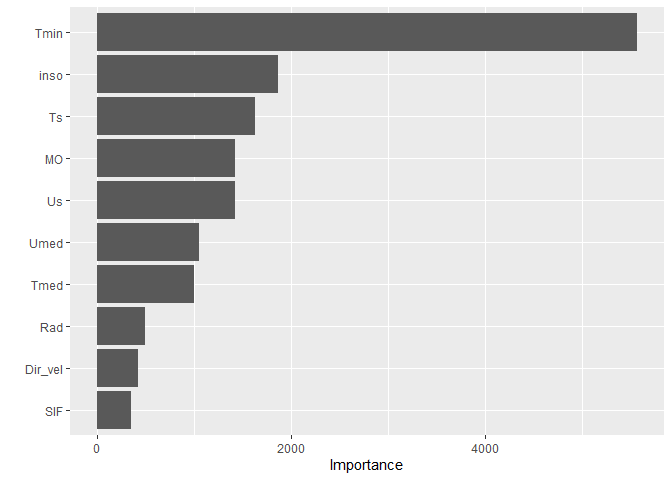 Tmin
inso
Ts
MO
Us
Umed
Tmed
Rad
Dir_vel
SIF
0 2000 4000
Importance